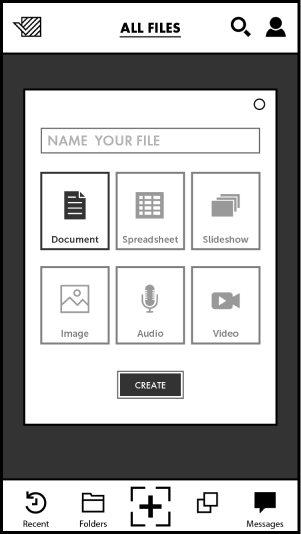 ALL FILES
NAME YOUR FILE
Document Spreadsheet Slideshow
Image Audio Video
CREATE
Recent Folders Messages